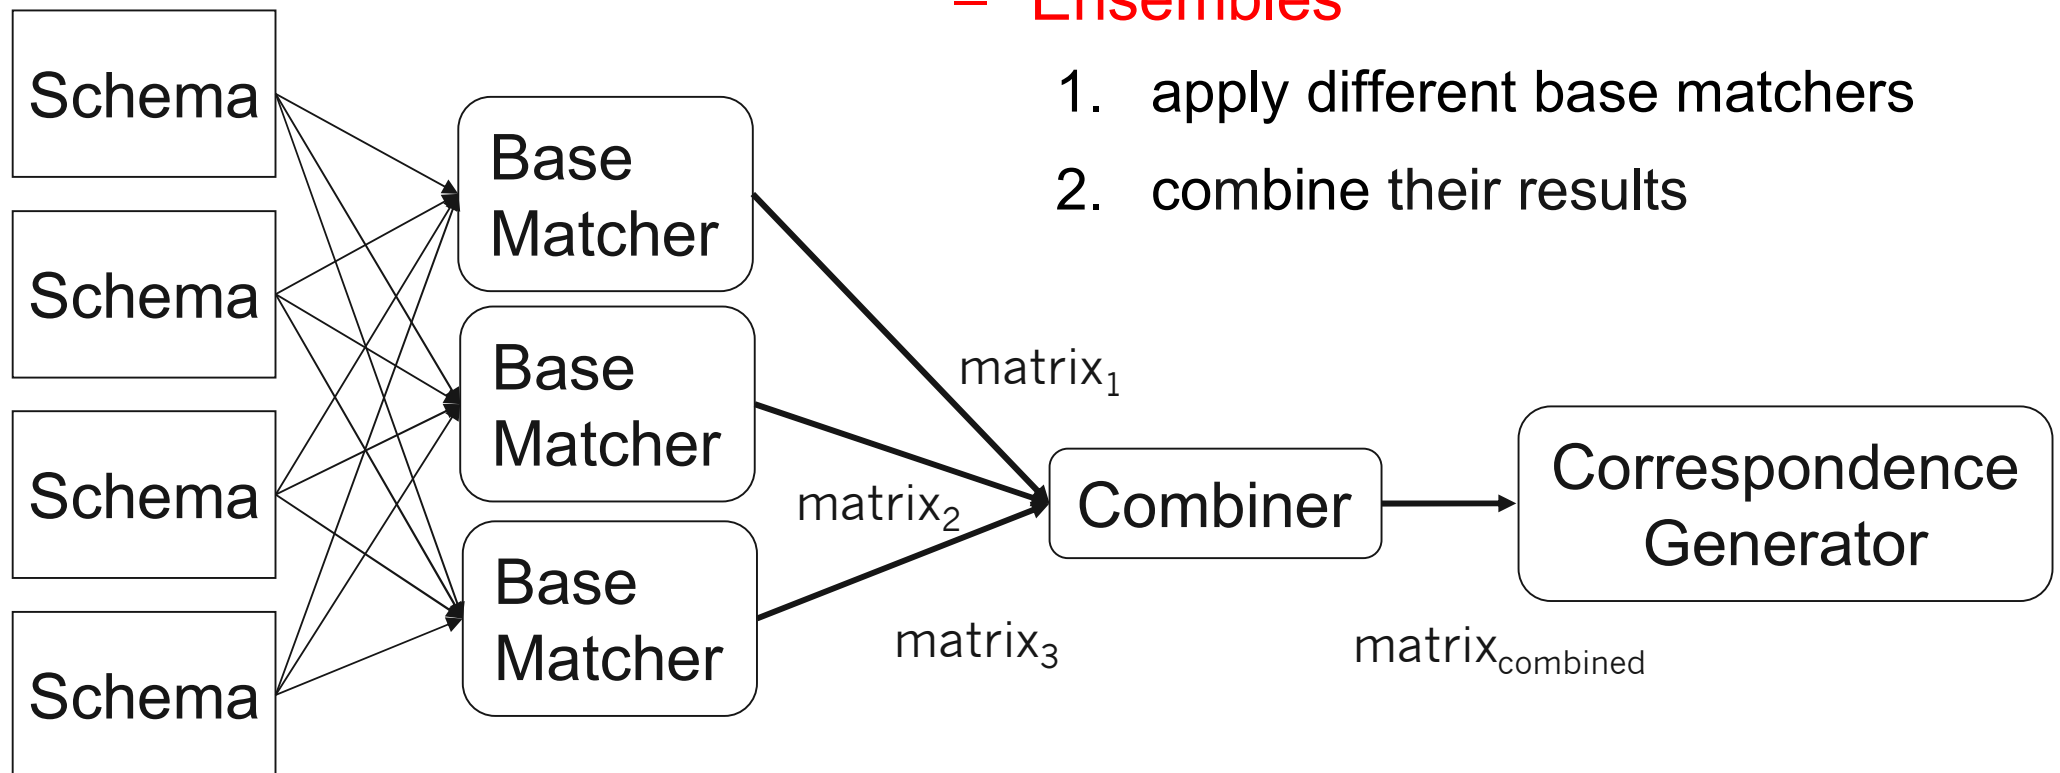 – Ensembles
1. apply different base matchers
2. combine their results
Schema
Schema
Schema
Schema
Base
Matcher
Base
Matcher
Base
Matcher
matrix1
matrix2
matrix3
Combiner
matrixcombined
Correspondence
Generator